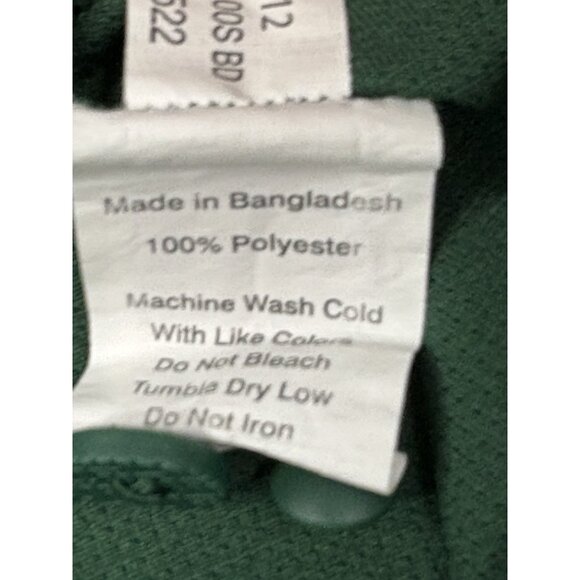 12
00S BD
522
Made in Bangladesh
100% Polyester
Machine Wash Cold
With Like Colors
Do Not Bleach
Tumble Dry Low
Do Not Iron